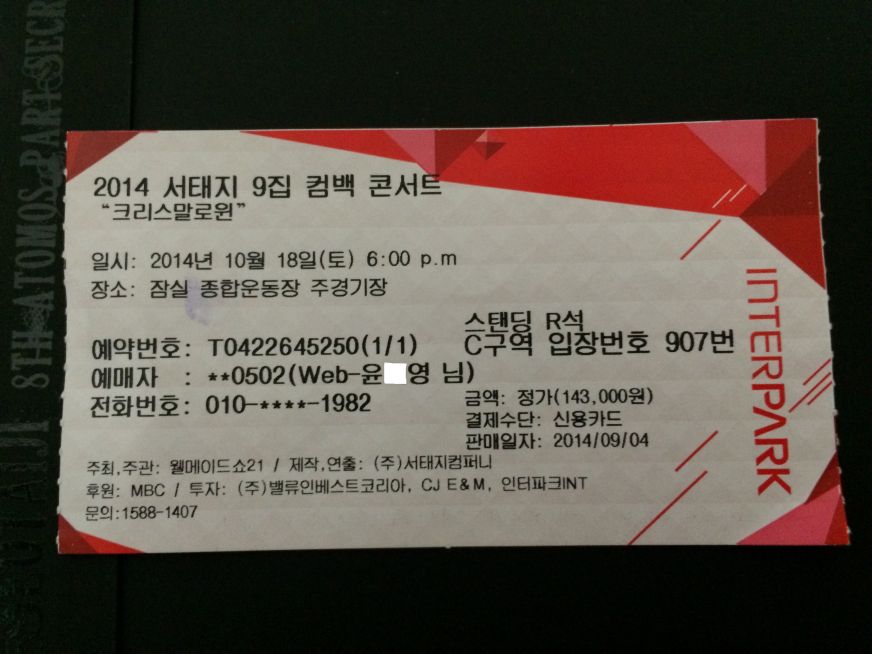 2014 서태지 9집 컴백 콘서트
"크리스말로윈"
일시: 2014년 10월 18일(토) 6:00 p.m
장소: 잠실 종합운동장 주경기장
스탠딩 R석
예약번호: T0422645250(1/1) C구역 입장번호 907번
예매자 : **0502(Web-윤 영 님)
전화번호: 010-****-1982
금액: 정가(143,000원)
결제수단: 신용카드
판매일자: 2014/09/04
주최,주관: 웰메이드쇼21 / 제작,연출: (주)서태지컴퍼니
후원: MBC / 투자: (주)밸류인베스트코리아, CJ E&M, 인터파크INT
문의:1588-1407
INTERPARK
8TH ATOMOS PART SECR